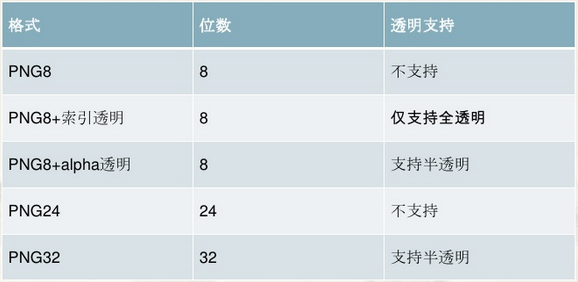 格式 位数 透明支持
PNG8 8 不支持
PNG8+索引透明 8 仅支持全透明
PNG8+alpha透明 8 支持半透明
PNG24 24 不支持
PNG32 32 支持半透明